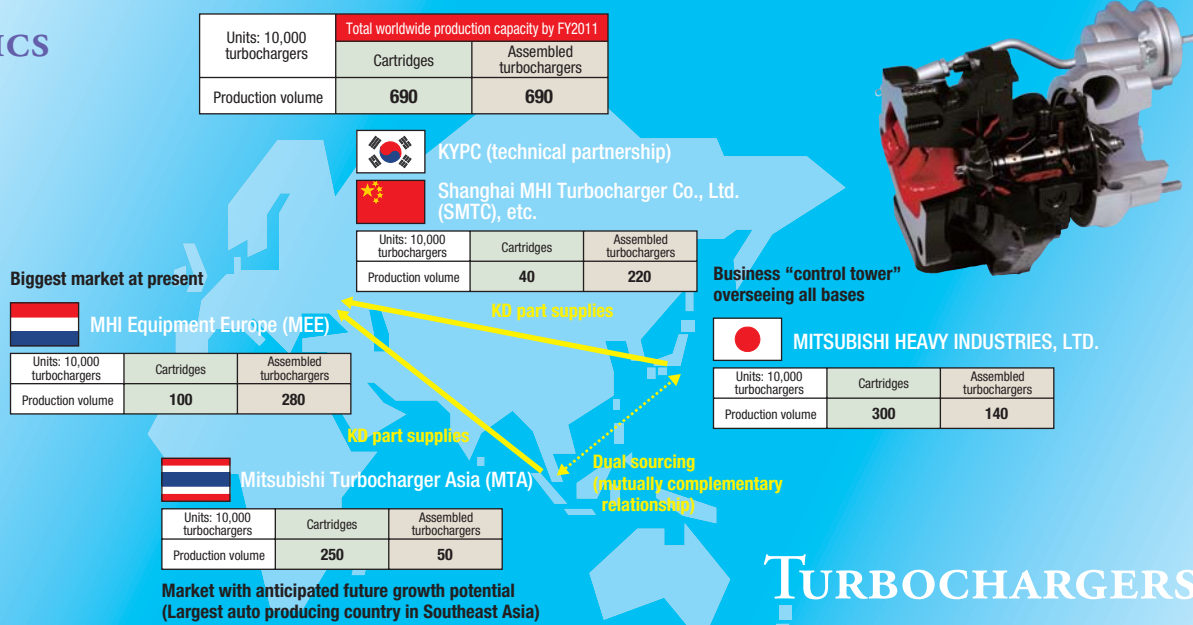 ICS
Units: 10,000
turbochargers
Total worldwide production capacity by FY2011
Cartridges
Assembled
turbochargers
Production volume
690
690
KYPC (technical partnership)
Shanghai MHI Turbocharger Co., Ltd.
(SMTC), etc.
Units: 10,000
turbochargers
Cartridges
Assembled
turbochargers
Production volume
40
220
Biggest market at present
MHI Equipment Europe (MEE)
Units: 10,000
turbochargers
Cartridges
Assembled
turbochargers
Production volume
100
280
KD part supplies
Business “control tower”
overseeing all bases
MITSUBISHI HEAVY INDUSTRIES, LTD.
Units: 10,000
turbochargers
Cartridges
Assembled
turbochargers
Production volume
300
140
KD part supplies
Dual sourcing
(mutually complementary
relationship)
Mitsubishi Turbocharger Asia (MTA)
Units: 10,000
turbochargers
Cartridges
Assembled
turbochargers
Production volume
250
50
Market with anticipated future growth potential
(Largest auto producing country in Southeast Asia)
TURBOCHARGERS